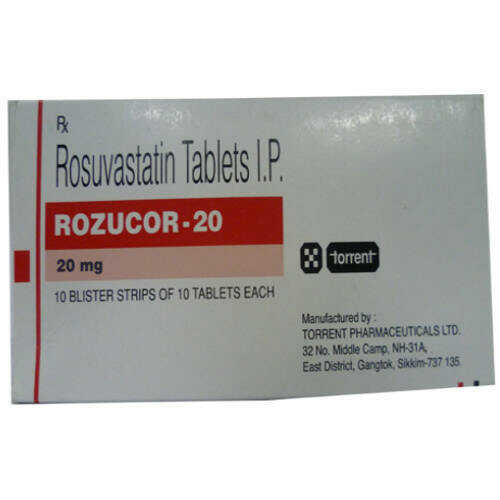 Rx
Rosuvastatin Tablets I.P.
ROZUCOR-20
20 mg
10 BLISTER STRIPS OF 10 TABLETS EACH
torrent
Manufactured by :
TORRENT PHARMACEUTICALS LTD.
32 No. Middle Camp, NH-31A,
East District, Gangtok, Sikkim-737 135.